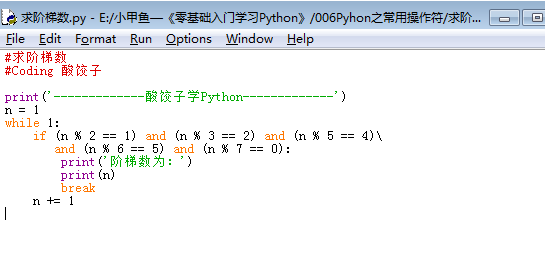 求阶梯数.py - E:/小甲鱼—《零基础入门学习Python》/006Pyhon之常用操作符/求阶
File Edit Format Run Options Window Help
#求阶梯数
#Coding 酸饺子
print('-------------酸饺子学Python-------------')
n = 1
while 1:
    if (n % 2 == 1) and (n % 3 == 2) and (n % 5 == 4)\
       and (n % 6 == 5) and (n % 7 == 0):
        print('阶梯数为：')
        print(n)
        break
    n += 1